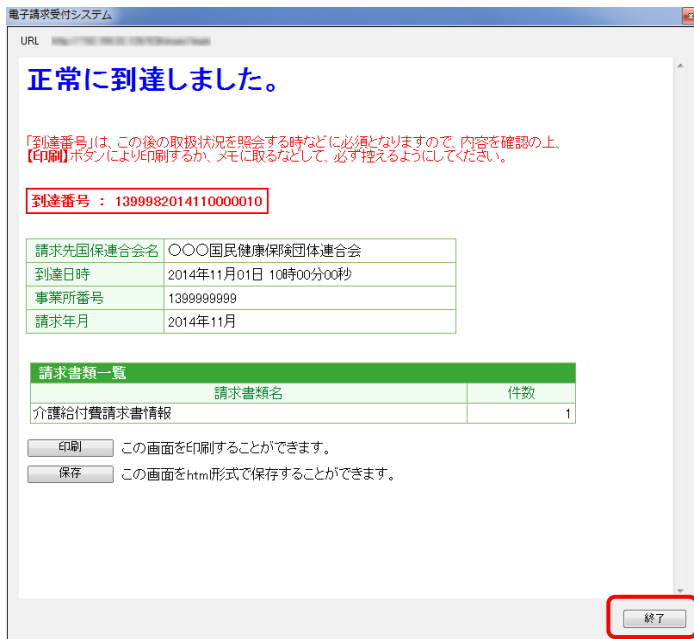 電子請求受付システム
URL
正常に到達しました。
「到達番号」は、この後の取扱状況を照会する時などに必須となりますので、内容を確認の上、
【印刷】ボタンにより印刷するか、メモに取るなどして、必ず控えるようにしてください。
到達番号 ： 1399982014110000010
請求先国保連合会名 〇〇〇国民健康保険団体連合会
到達日時 2014年11月01日 10時00分00秒
事業所番号 1399999999
請求年月 2014年11月
請求書類一覧
請求書類名 件数
介護給付費請求書情報 1
印刷 この画面を印刷することができます。
保存 この画面をhtml形式で保存することができます。
終了